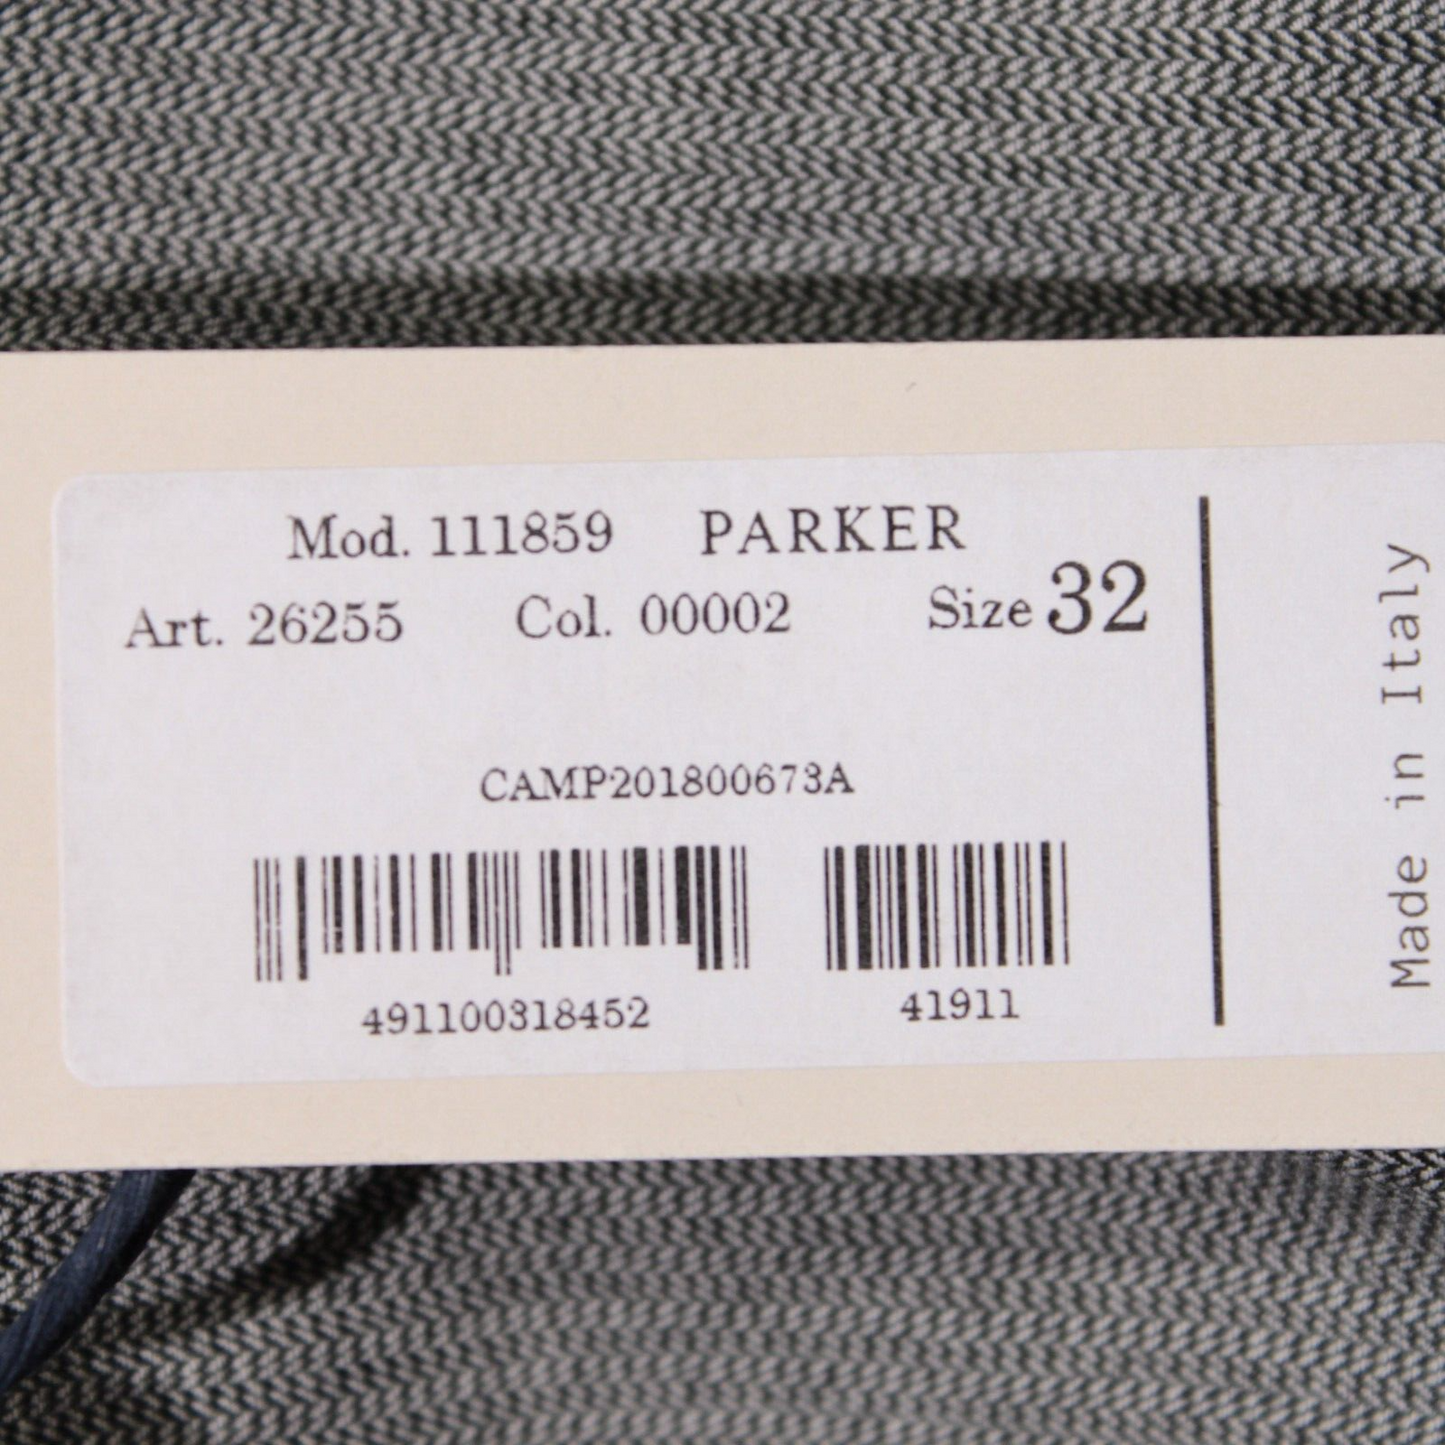 Mod. 111859 PARKER
Art. 26255 Col. 00002 Size 32
CAMP201800673A
491100318452 41911
Made in Italy